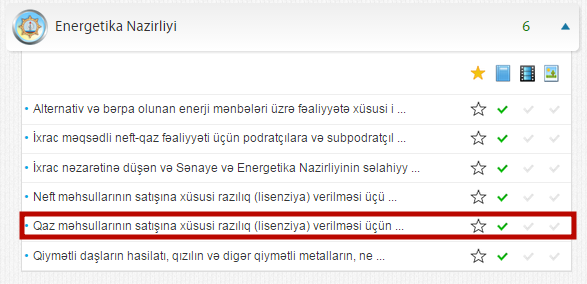 Energetika Nazirliyi 6
Alternativ və bərpa olunan enerji mənbələri üzrə fəaliyyətə xüsusi i ...
İxrac məqsədli neft-qaz fəaliyyəti üçün podratçılara və subpodratçıl ...
İxrac nəzarətinə düşən və Sənaye və Energetika Nazirliyinin səlahiyy ...
Neft məhsullarının satışına xüsusi razılıq (lisenziya) verilməsi üçü ...
Qaz məhsullarının satışına xüsusi razılıq (lisenziya) verilməsi üçün ...
Qiymətli daşların hasilatı, qızılın və digər qiymətli metalların, ne ...